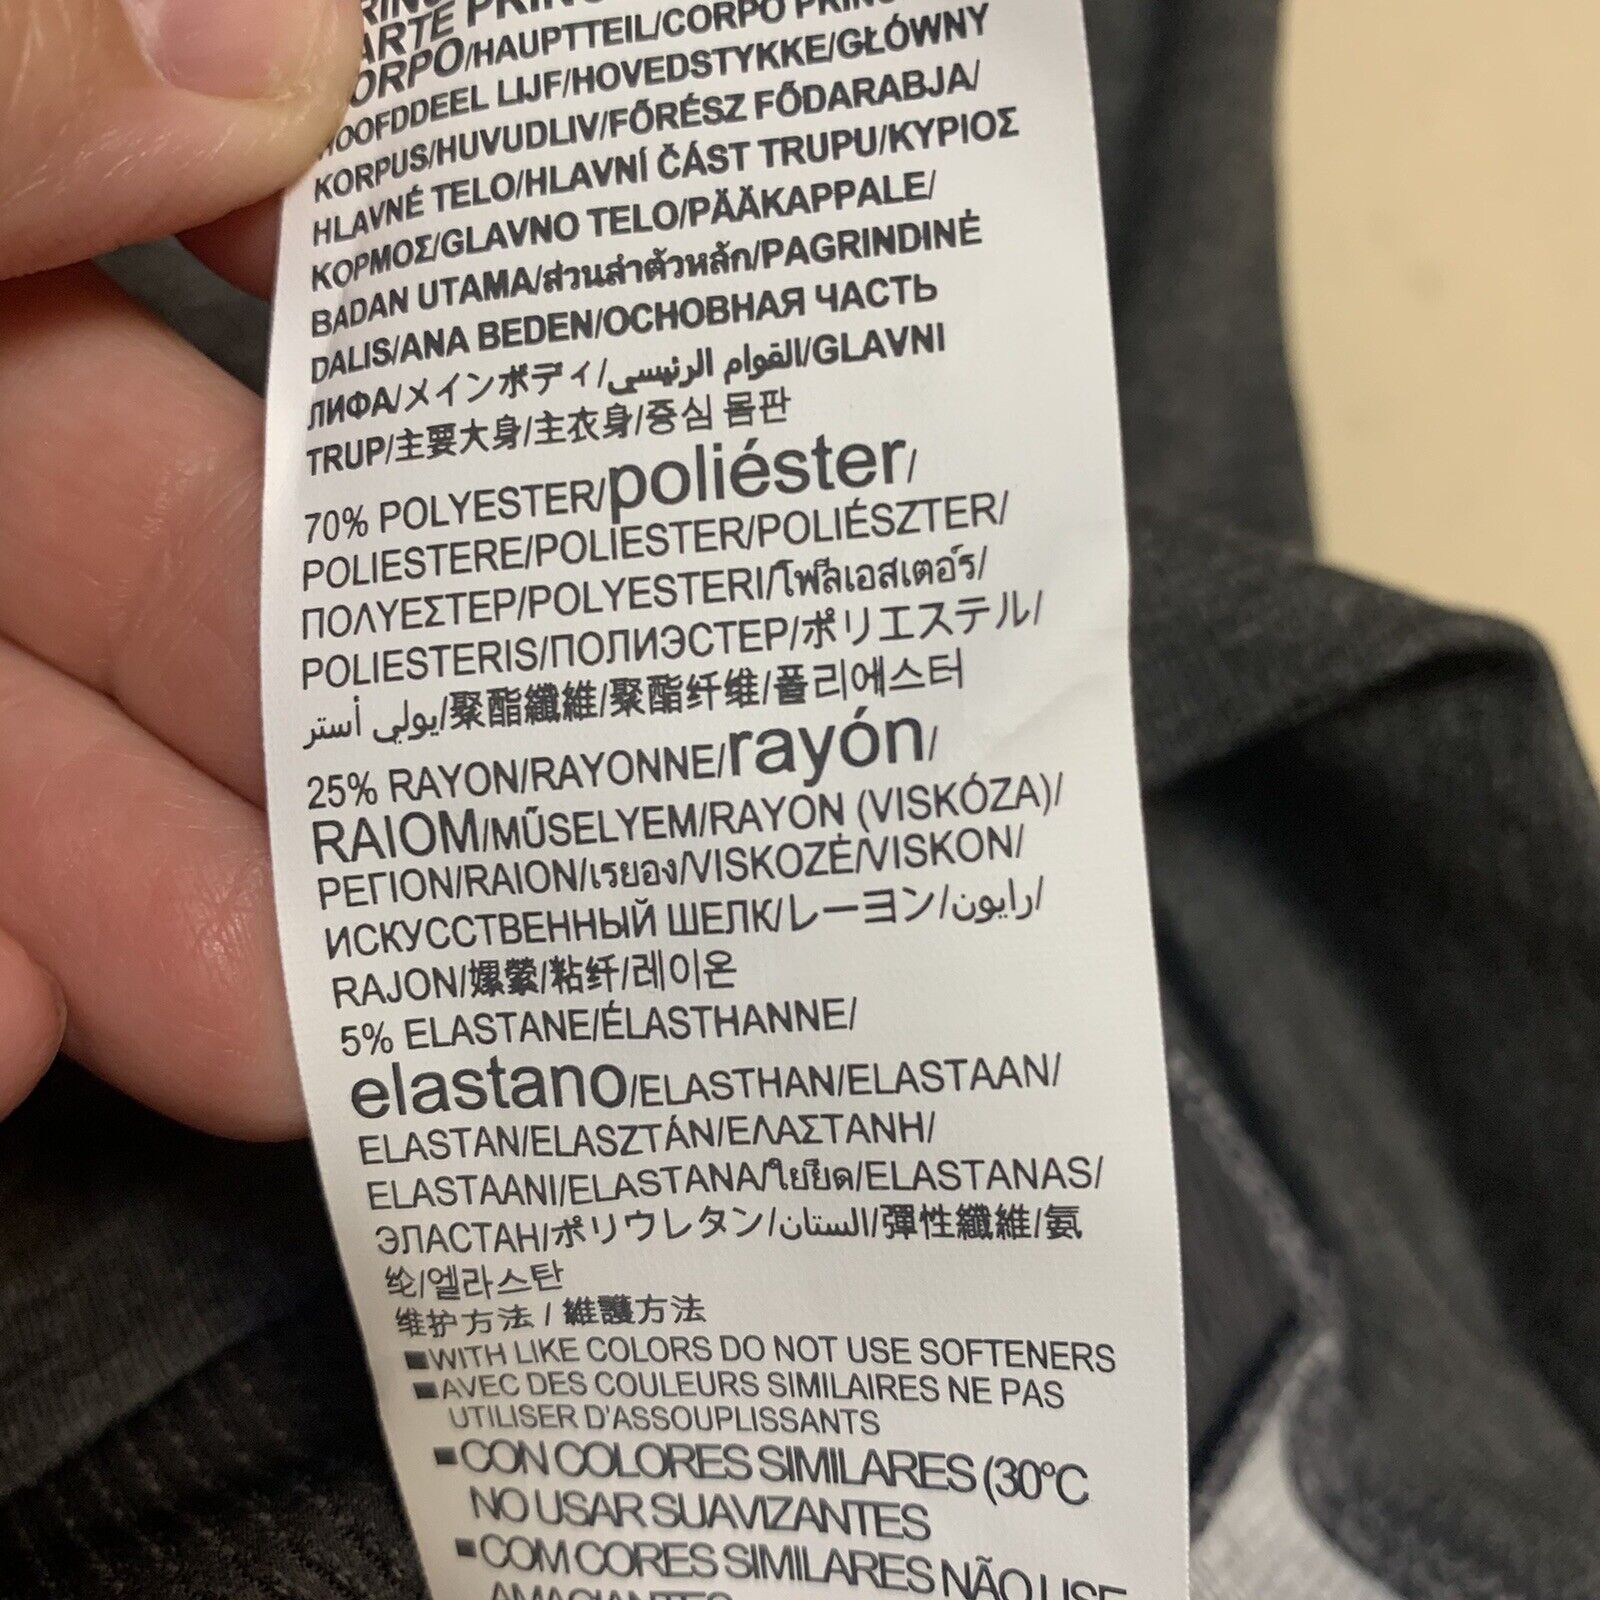 ARTE
CORPO/HAUPTTEIL/CORPO
HOOFDDEEL LIJF/HOVEDSTYKKE/GŁÓWNY
KORPUS/HUVUDLIV/FŐRÉSZ FŐDARABJA/
HLAVNÉ TELO/HLAVNÍ ČÁST TRUPU/ΚΥΡΙΟΣ
ΚΟΡΜΟΣ/GLAVNO TELO/PÄÄKAPPALE/
BADAN UTAMA/ส่วนลำตัวหลัก/PAGRINDINĖ
DALIS/ANA BEDEN/ОСНОВНАЯ ЧАСТЬ
ЛИФА/メインボディ/القوام الرئيسي/GLAVNI
TRUP/主要大身/主衣身/중심 몸판
70% POLYESTER/poliéster/
POLIESTERE/POLIESTER/POLIÉSZTER/
ΠΟΛΥΕΣΤΕΡ/POLYESTERI/โพลีเอสเตอร์/
POLIESTERIS/ПОЛИЭСТЕР/ポリエステル/
يولي أستر/聚酯纖維/聚酯纤维/폴리에스터
25% RAYON/RAYONNE/rayón/
RAIOM/MŰSELYEM/RAYON (VISKÓZA)/
ΡΕΓΙΟΝ/RAION/เรยอง/VISKOZĖ/VISKON/
ИСКУССТВЕННЫЙ ШЕЛК/レーヨン/رايون/
RAJON/嫘縈/粘纤/레이온
5% ELASTANE/ÉLASTHANNE/
elastano/ELASTHAN/ELASTAAN/
ELASTAN/ELASZTÁN/ΕΛΑΣΤΑΝΗ/
ELASTAANI/ELASTANA/ใยยืด/ELASTANAS/
ЭЛАСТАН/ポリウレタン/الستان/彈性纖維/氨
纶/엘라스탄
维护方法 / 維護方法
■WITH LIKE COLORS DO NOT USE SOFTENERS
■AVEC DES COULEURS SIMILAIRES NE PAS
UTILISER D'ASSOUPLISSANTS
■CON COLORES SIMILARES (30°C
NO USAR SUAVIZANTES
■COM CORES SIMILARES NÃO USE